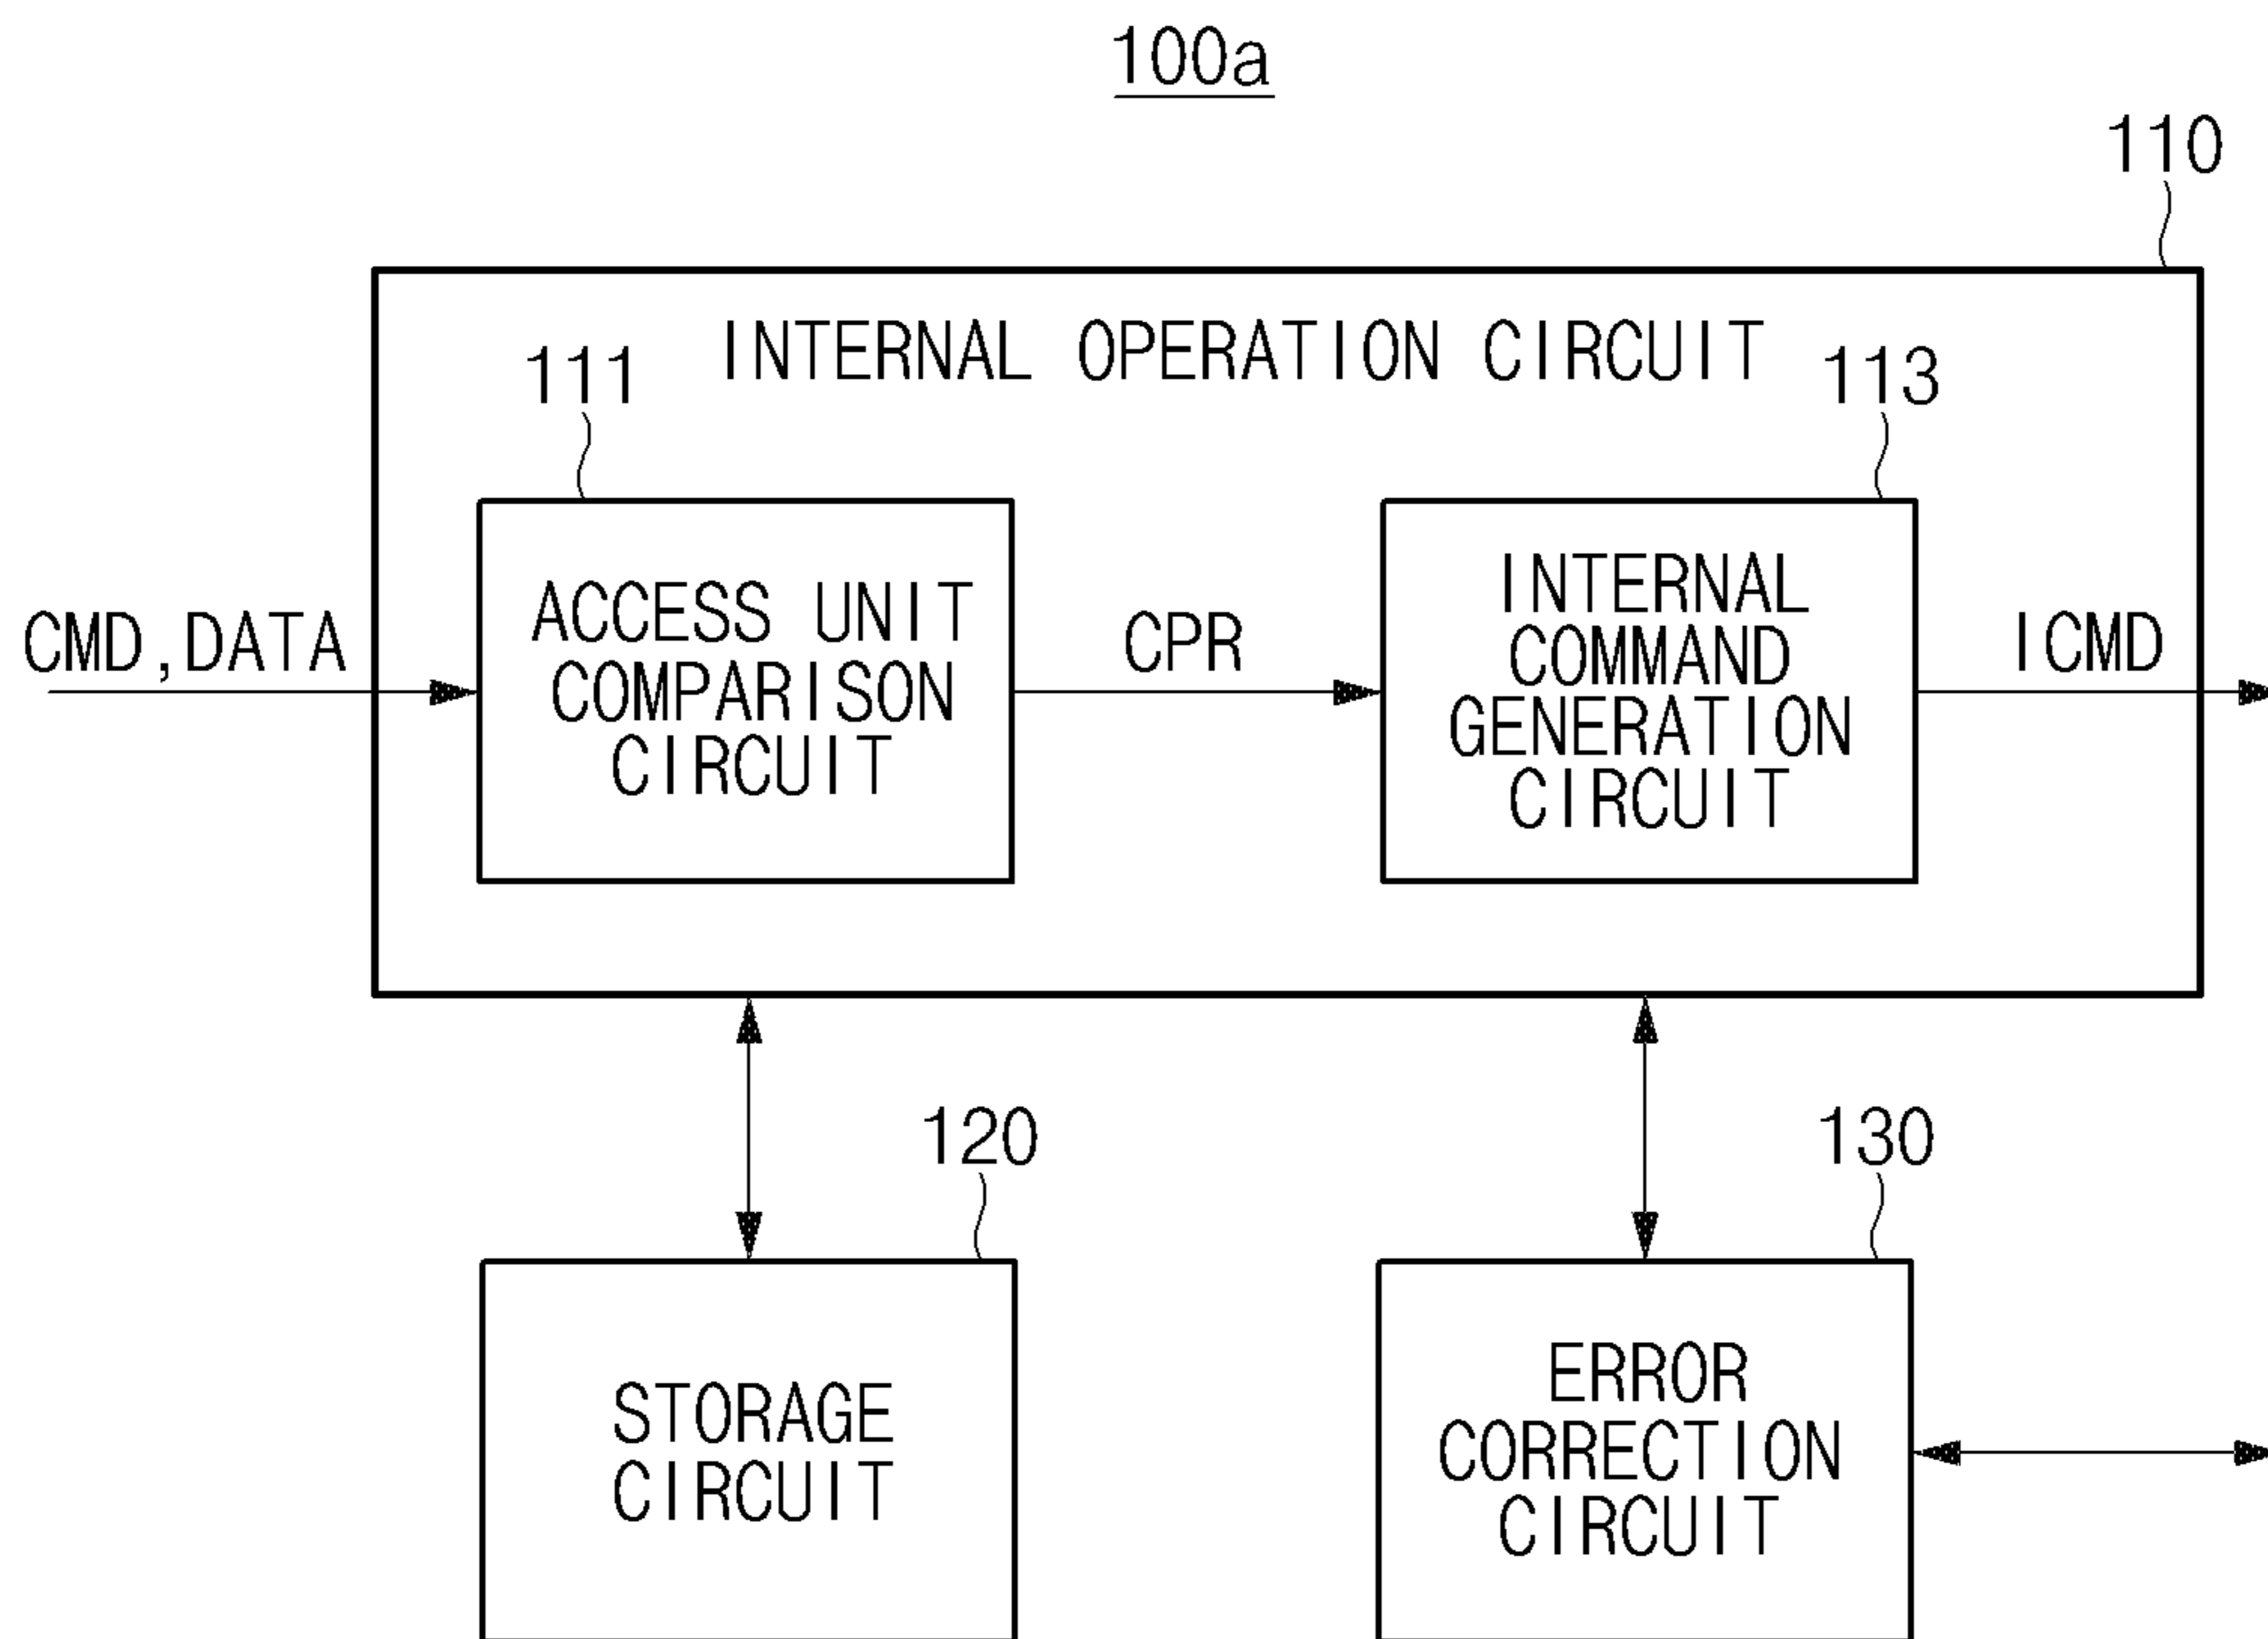 100a
110
INTERNAL OPERATION CIRCUIT
111
113
CMD,DATA
ACCESS UNIT
COMPARISON
CIRCUIT
CPR
INTERNAL
COMMAND
GENERATION
CIRCUIT
ICMD
120
130
STORAGE
CIRCUIT
ERROR
CORRECTION
CIRCUIT